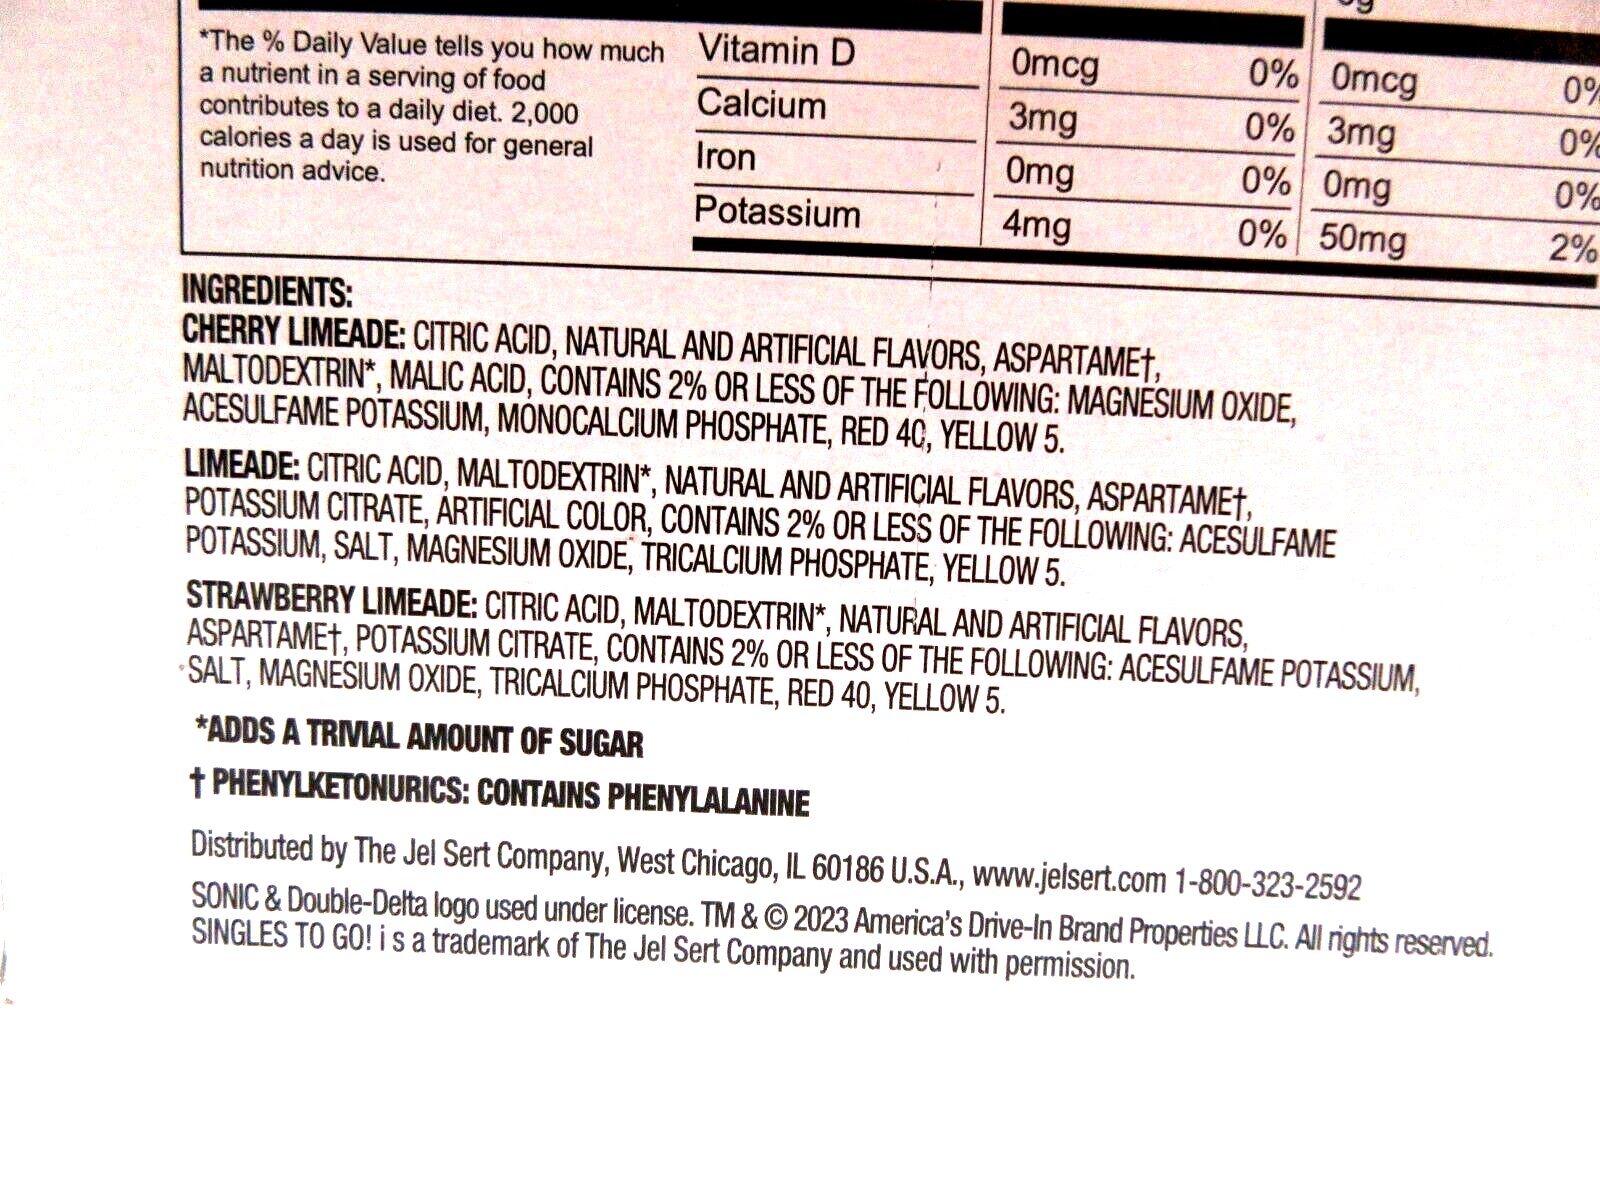 *The % Daily Value tells you how much
a nutrient in a serving of food
contributes to a daily diet. 2,000
calories a day is used for general
nutrition advice.
Vitamin D 0mcg 0% 0mcg 0%
Calcium 3mg 0% 3mg 0%
Iron 0mg 0% 0mg 0%
Potassium 4mg 0% 50mg 2%
INGREDIENTS:
CHERRY LIMEADE: CITRIC ACID, NATURAL AND ARTIFICIAL FLAVORS, ASPARTAME†,
MALTODEXTRIN*, MALIC ACID, CONTAINS 2% OR LESS OF THE FOLLOWING: MAGNESIUM OXIDE,
ACESULFAME POTASSIUM, MONOCALCIUM PHOSPHATE, RED 40, YELLOW 5.
LIMEADE: CITRIC ACID, MALTODEXTRIN*, NATURAL AND ARTIFICIAL FLAVORS, ASPARTAME†,
POTASSIUM CITRATE, ARTIFICIAL COLOR, CONTAINS 2% OR LESS OF THE FOLLOWING: ACESULFAME
POTASSIUM, SALT, MAGNESIUM OXIDE, TRICALCIUM PHOSPHATE, YELLOW 5.
STRAWBERRY LIMEADE: CITRIC ACID, MALTODEXTRIN*, NATURAL AND ARTIFICIAL FLAVORS,
ASPARTAME†, POTASSIUM CITRATE, CONTAINS 2% OR LESS OF THE FOLLOWING: ACESULFAME POTASSIUM,
SALT, MAGNESIUM OXIDE, TRICALCIUM PHOSPHATE, RED 40, YELLOW 5.
*ADDS A TRIVIAL AMOUNT OF SUGAR
† PHENYLKETONURICS: CONTAINS PHENYLALANINE
Distributed by The Jel Sert Company, West Chicago, IL 60186 U.S.A., www.jelsert.com 1-800-323-2592
SONIC & Double-Delta logo used under license. TM & © 2023 America's Drive-In Brand Properties LLC. All rights reserved.
SINGLES TO GO! i s a trademark of The Jel Sert Company and used with permission.